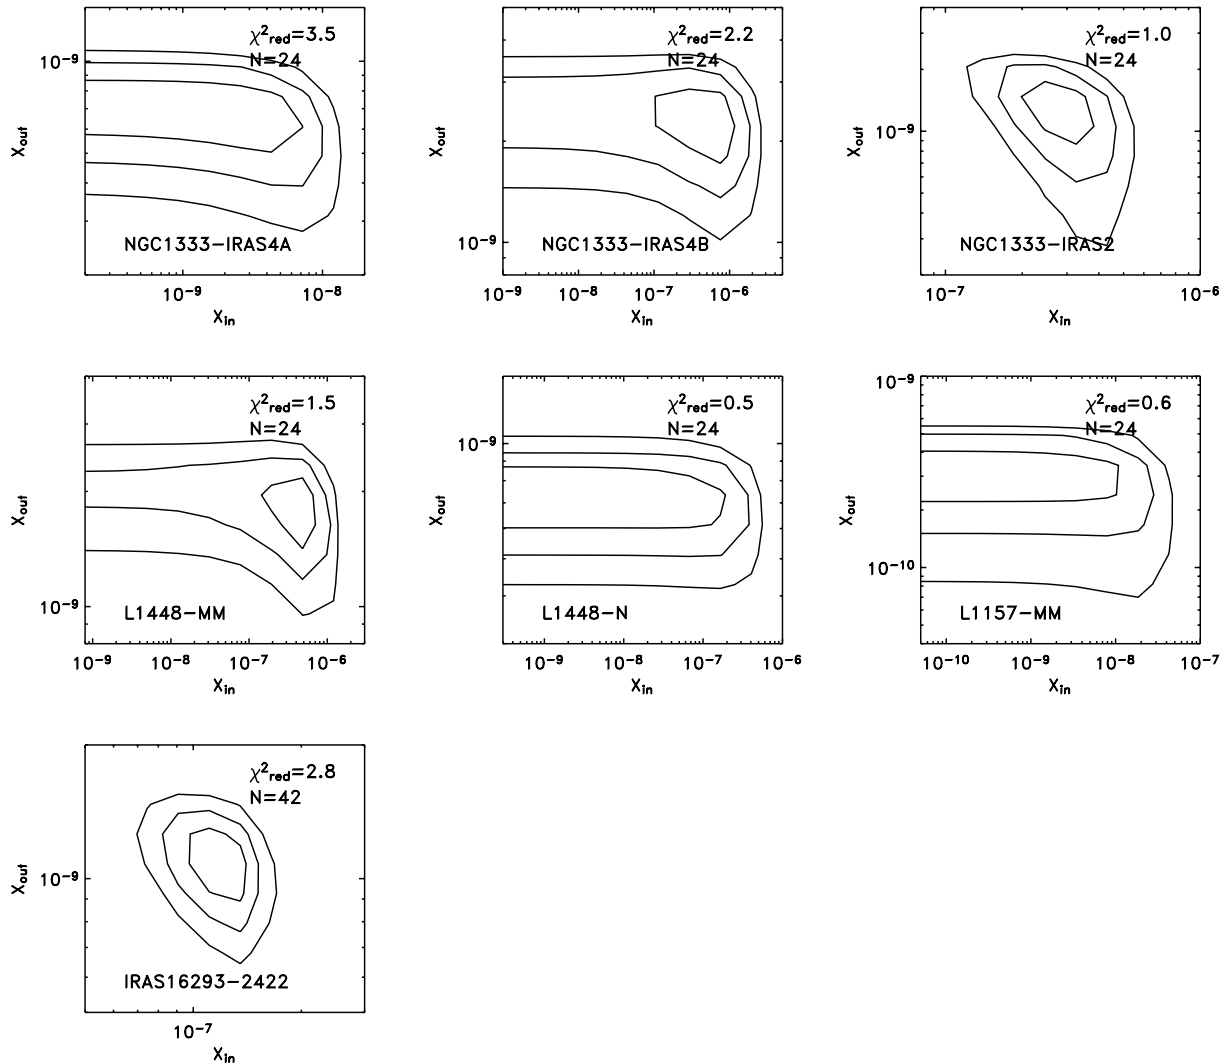 χ²red=3.5
N=24
10⁻⁹
Xout
NGC1333−IRAS4A
10⁻⁹ 10⁻⁸
Xin
χ²red=2.2
N=24
Xout
10⁻⁹
NGC1333−IRAS4B
10⁻⁹ 10⁻⁸ 10⁻⁷ 10⁻⁶
Xin
χ²red=1.0
N=24
Xout
10⁻⁹
NGC1333−IRAS2
10⁻⁷ 10⁻⁶
Xin
χ²red=1.5
N=24
Xout
10⁻⁹
L1448−MM
10⁻⁹ 10⁻⁸ 10⁻⁷ 10⁻⁶
Xin
χ²red=0.5
N=24
10⁻⁹
Xout
L1448−N
10⁻⁹ 10⁻⁸ 10⁻⁷ 10⁻⁶
Xin
10⁻⁹
χ²red=0.6
N=24
Xout
10⁻¹⁰
L1157−MM
10⁻¹⁰ 10⁻⁹ 10⁻⁸ 10⁻⁷
Xin
χ²red=2.8
N=42
Xout
10⁻⁹
IRAS16293−2422
10⁻⁷
Xin